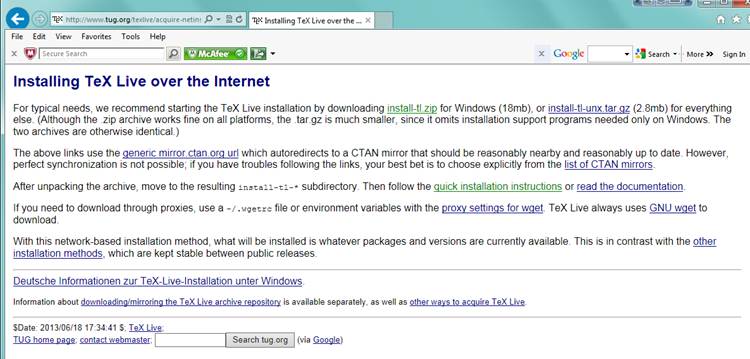 http://www.tug.org/texlive/acquire-netins
Installing TeX Live over the ...
File Edit View Favorites Tools Help
Secure Search McAfee Google Search More » Sign In
Installing TeX Live over the Internet
For typical needs, we recommend starting the TeX Live installation by downloading install-tl.zip for Windows (18mb), or install-tl-unx.tar.gz (2.8mb) for everything
else. (Although the .zip archive works fine on all platforms, the .tar.gz is much smaller, since it omits installation support programs needed only on Windows. The
two archives are otherwise identical.)
The above links use the generic mirror.ctan.org url which autoredirects to a CTAN mirror that should be reasonably nearby and reasonably up to date. However,
perfect synchronization is not possible; if you have troubles following the links, your best bet is to choose explicitly from the list of CTAN mirrors.
After unpacking the archive, move to the resulting install-tl-* subdirectory. Then follow the quick installation instructions or read the documentation.
If you need to download through proxies, use a ~/.wgetrc file or environment variables with the proxy settings for wget. TeX Live always uses GNU wget to
download.
With this network-based installation method, what will be installed is whatever packages and versions are currently available. This is in contrast with the other
installation methods, which are kept stable between public releases.
Deutsche Informationen zur TeX-Live-Installation unter Windows.
Information about downloading/mirroring the TeX Live archive repository is available separately, as well as other ways to acquire TeX Live.
$Date: 2013/06/18 17:34:41 $; TeX Live;
TUG home page; contact webmaster; Search tug.org (via Google)